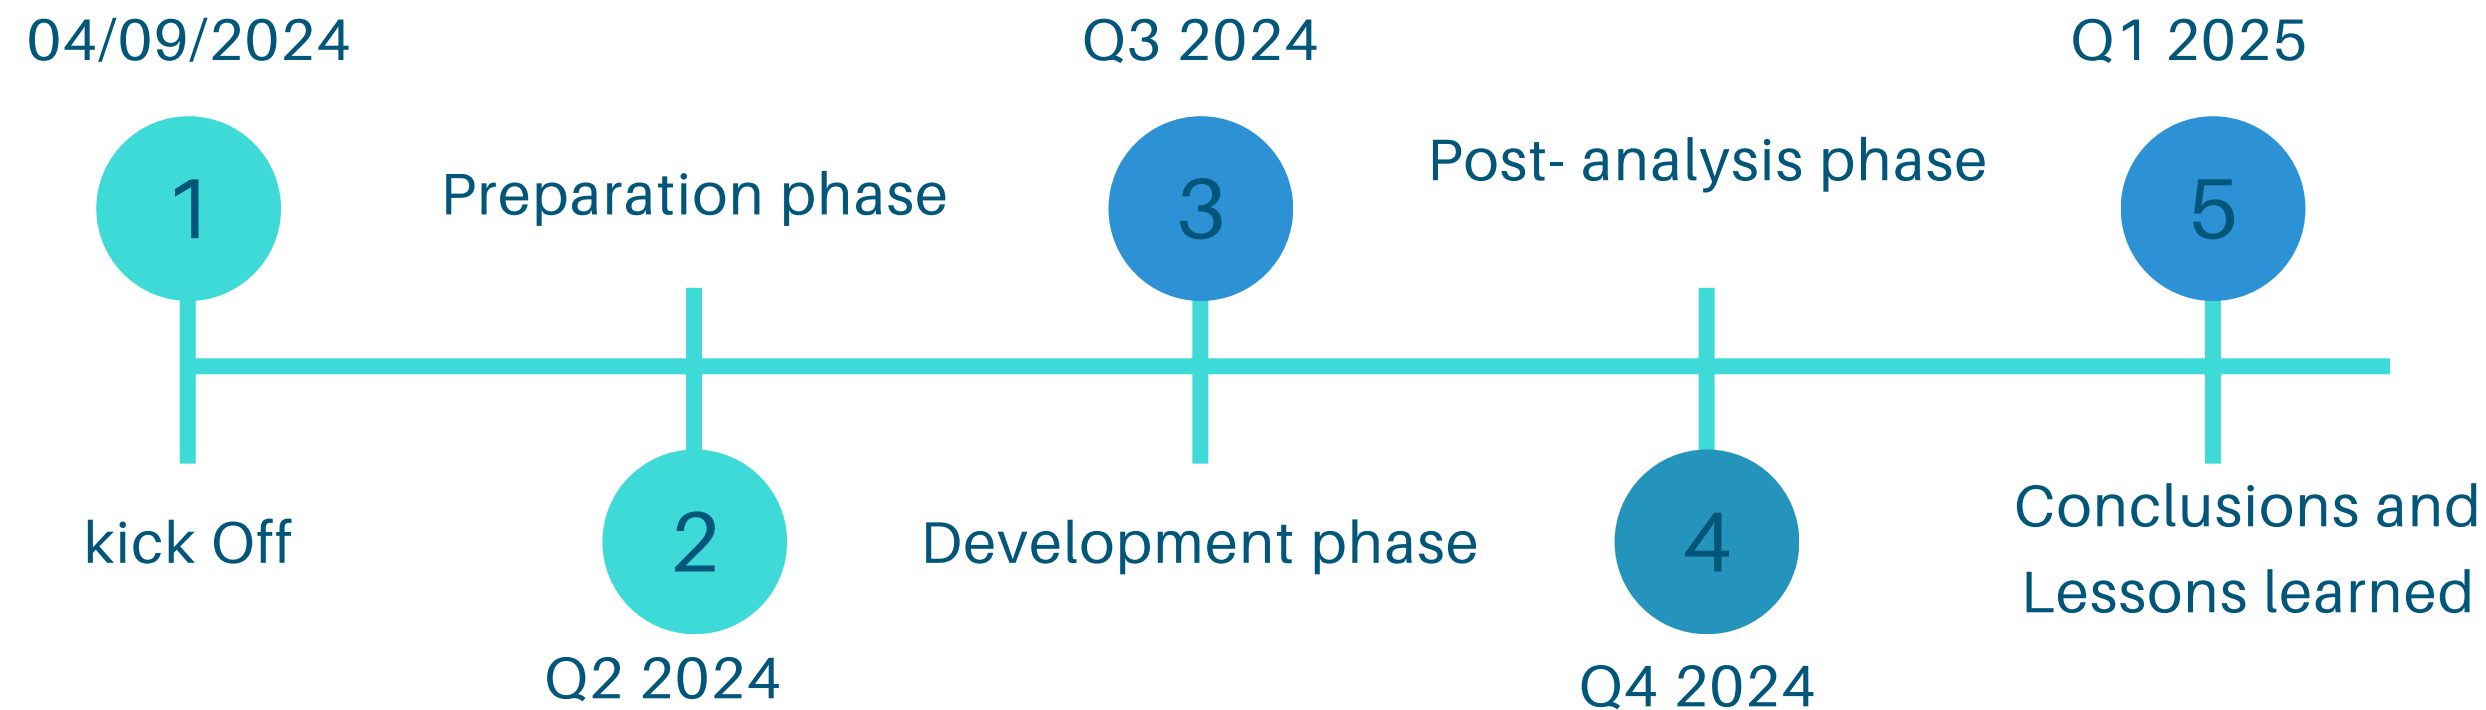 04/09/2024
1
kick Off
Preparation phase
2
Q2 2024
Q3 2024
3
Development phase
Post- analysis phase
4
Q4 2024
Q1 2025
5
Conclusions and
Lessons learned